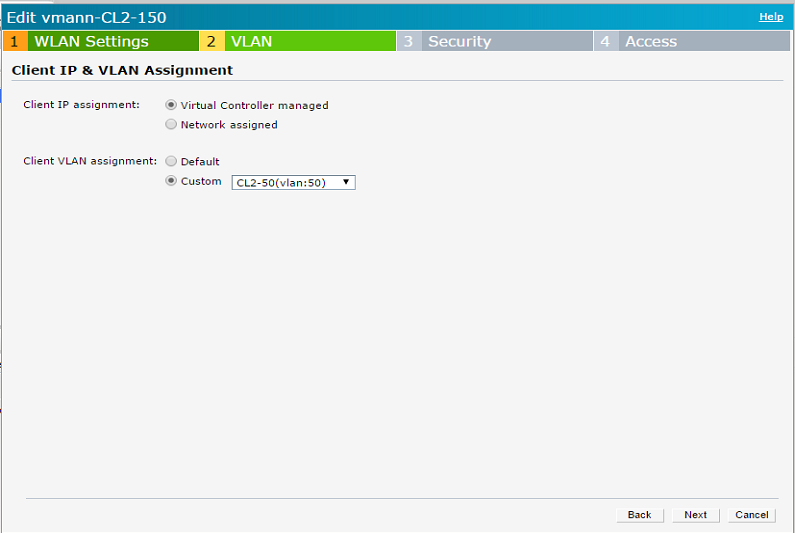 Edit vmann-CL2-150 Help
1 WLAN Settings 2 VLAN 3 Security 4 Access
Client IP & VLAN Assignment
Client IP assignment: Virtual Controller managed
Network assigned
Client VLAN assignment: Default
Custom CL2-50(vlan:50)
Back Next Cancel